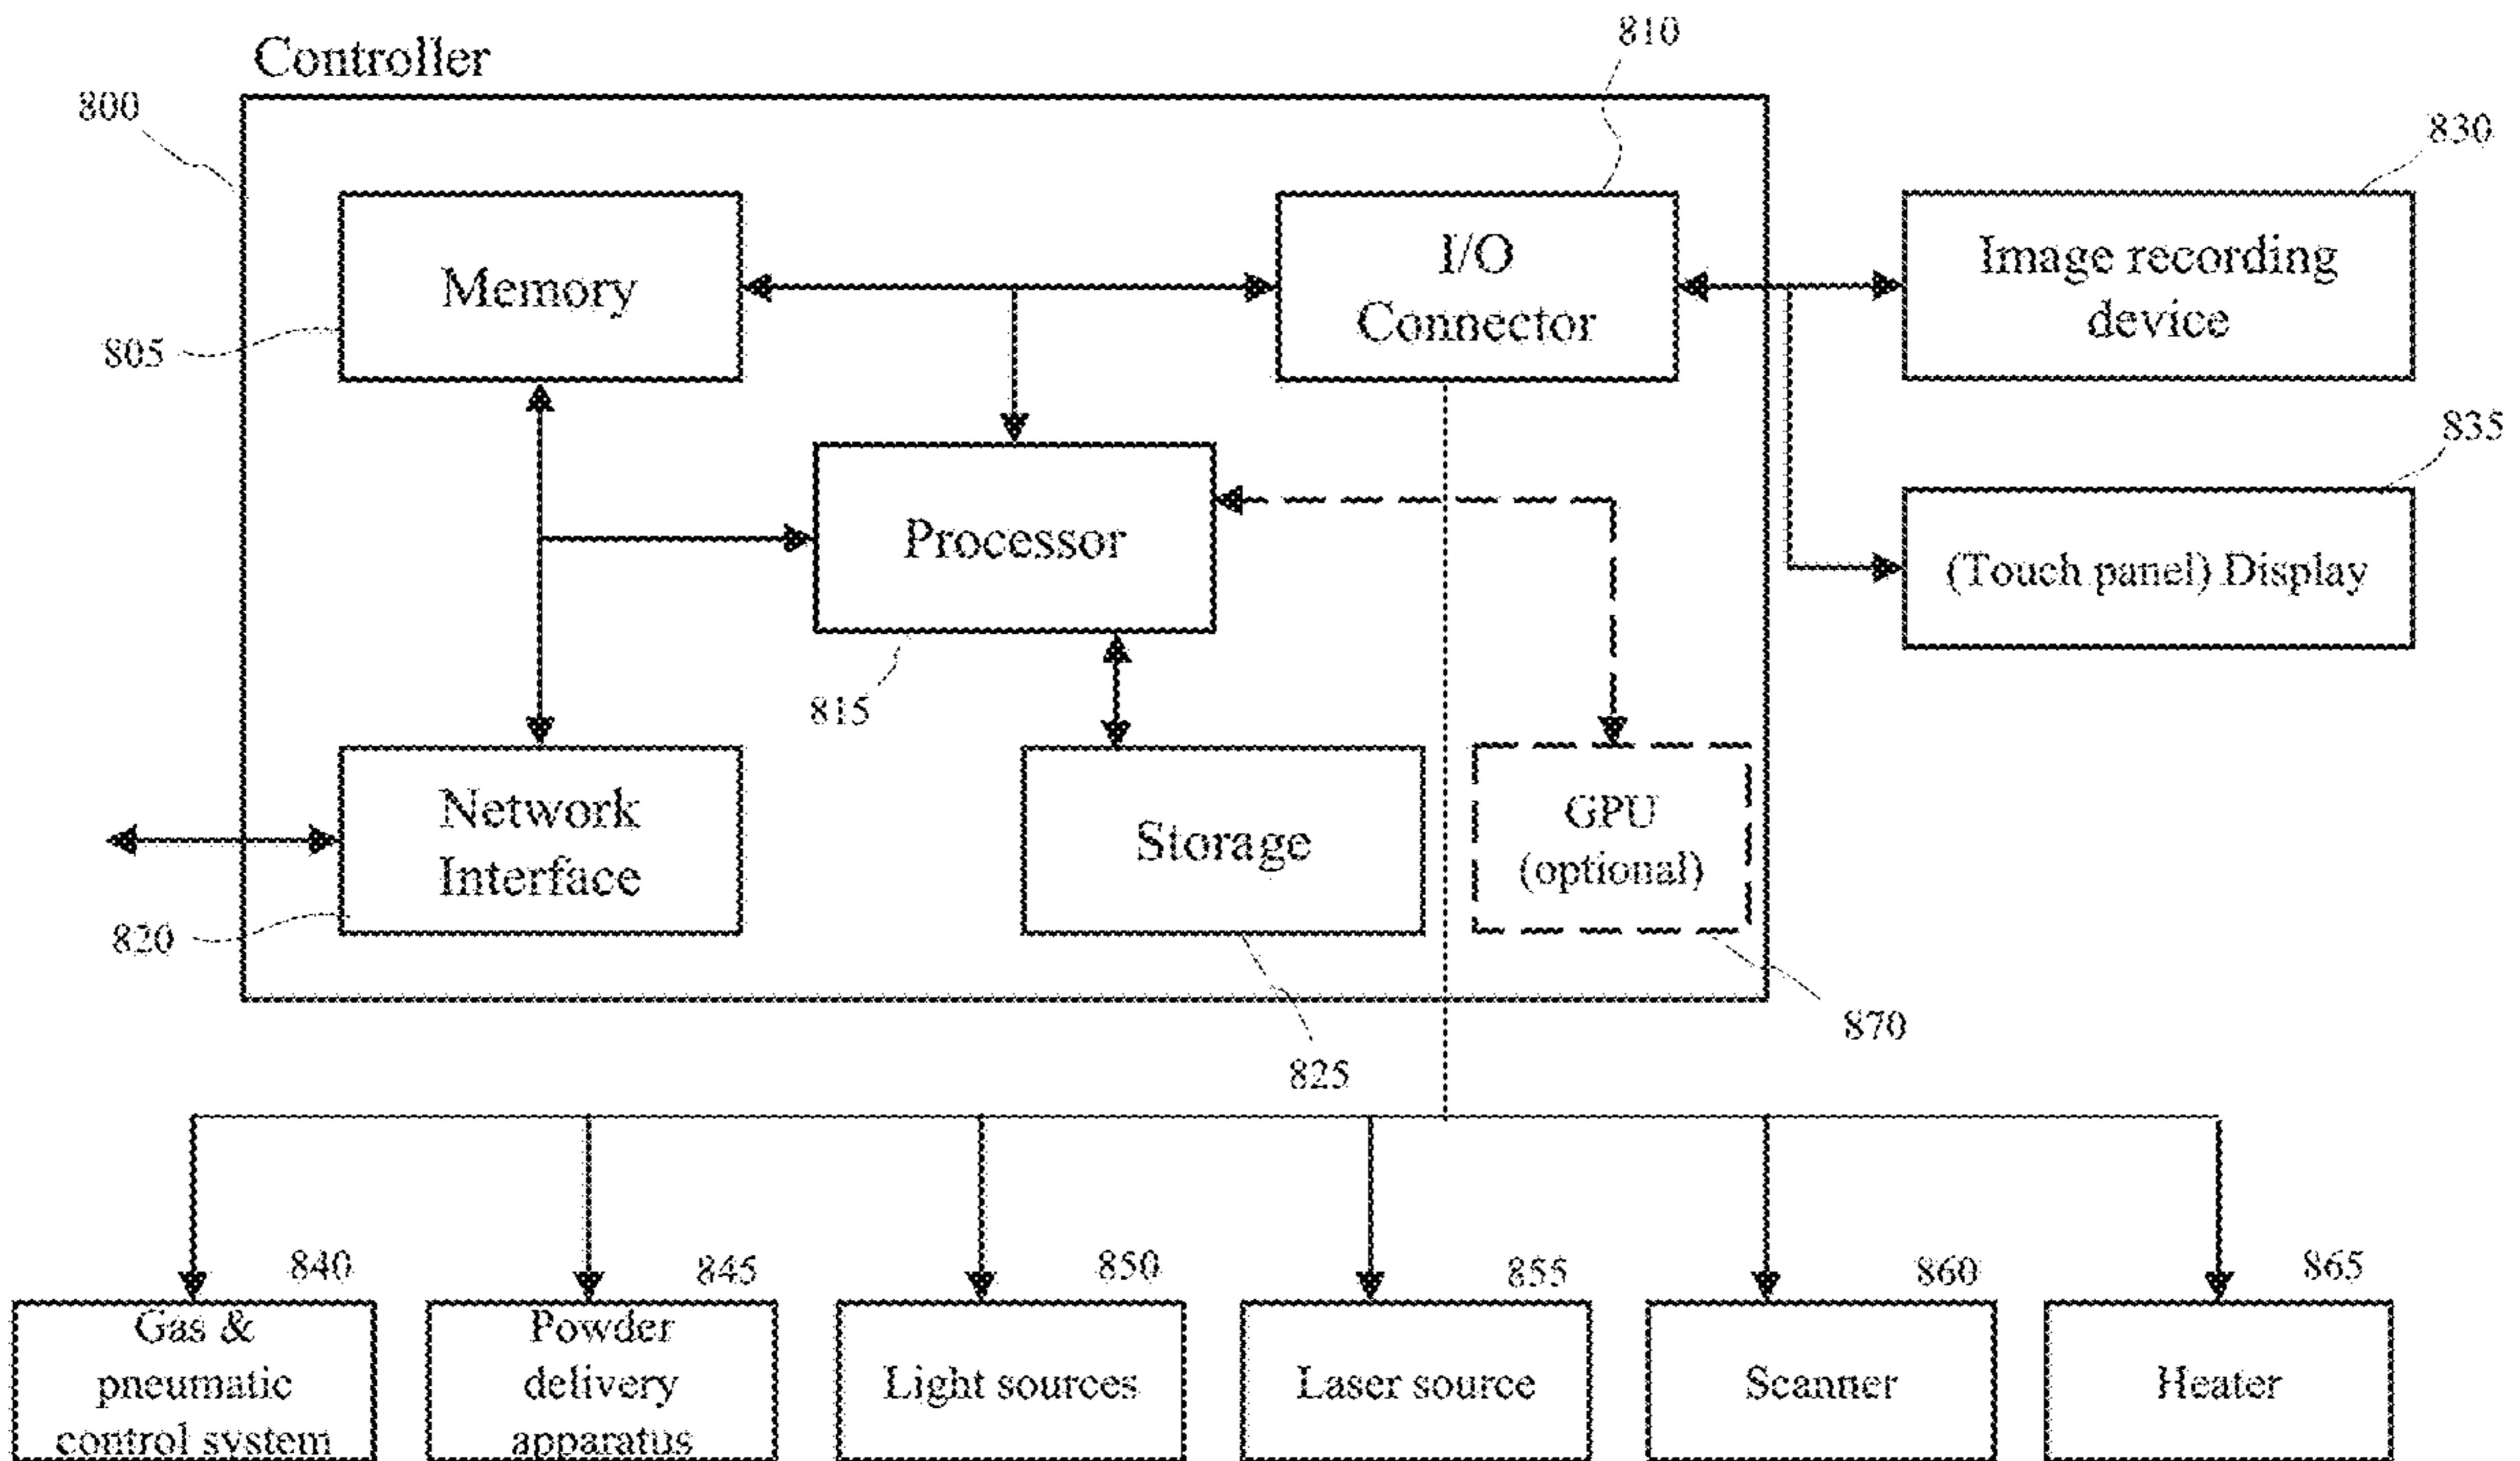 Controller
810
800
830
Memory
I/O
Connector
Image recording
device
805
835
Processor
(Touch panel) Display
815
Network
Interface
Storage
GPU
(optional)
820
870
825
840
845
850
855
860
865
Gas &
pneumatic
control system
Powder
delivery
apparatus
Light sources
Laser source
Scanner
Heater